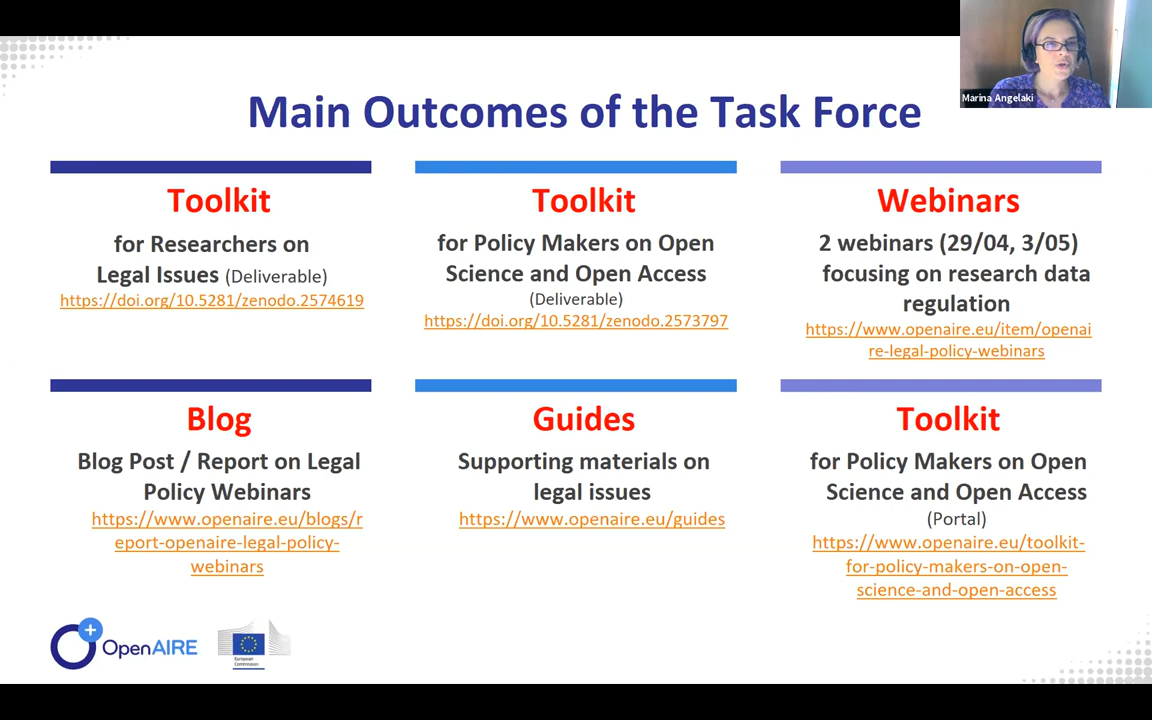 Marina Angelaki
Main Outcomes of the Task Force
Toolkit
for Researchers on
Legal Issues (Deliverable)
https://doi.org/10.5281/zenodo.2574619
Toolkit
for Policy Makers on Open
Science and Open Access
(Deliverable)
https://doi.org/10.5281/zenodo.2573797
Webinars
2 webinars (29/04, 3/05)
focusing on research data
regulation
https://www.openaire.eu/item/openai
re-legal-policy-webinars
Blog
Blog Post / Report on Legal
Policy Webinars
https://www.openaire.eu/blogs/r
eport-openaire-legal-policy-
webinars
Guides
Supporting materials on
legal issues
https://www.openaire.eu/guides
Toolkit
for Policy Makers on Open
Science and Open Access
(Portal)
https://www.openaire.eu/toolkit-
for-policy-makers-on-open-
science-and-open-access
OpenAIRE
European
Commission